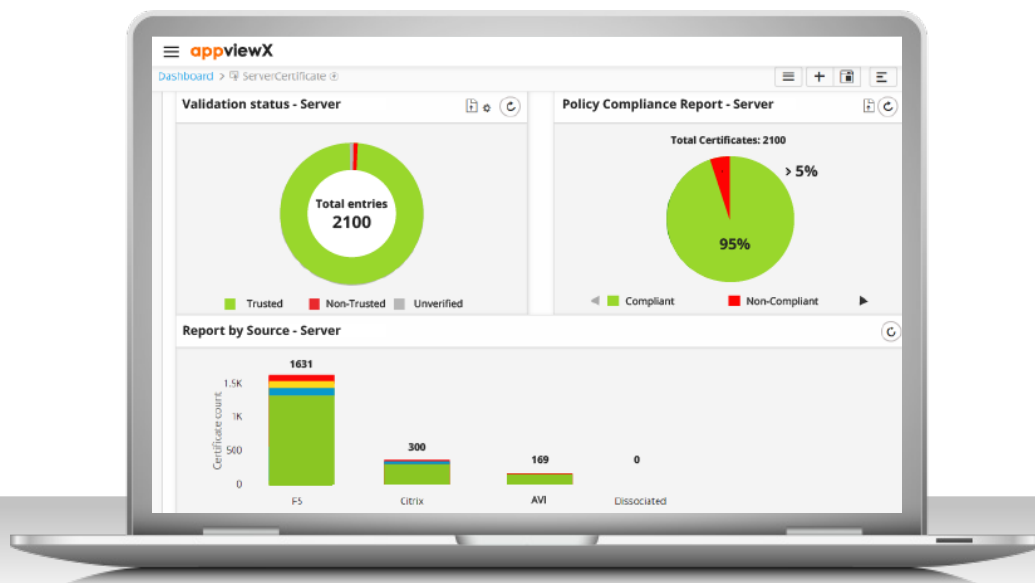 appviewX
Dashboard > ServerCertificate
Validation status - Server
Total entries
2100
Trusted
Non-Trusted
Unverified
Policy Compliance Report - Server
Total Certificates: 2100
> 5%
95%
Compliant
Non-Compliant
Report by Source - Server
Certificate count
1.5K
1K
500
0
1631
300
169
0
F5
Citrix
AVI
Dissociated